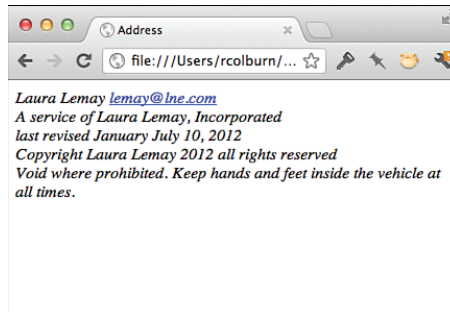 Address
file:///Users/rcolburn/...
Laura Lemay lemay@lne.com
A service of Laura Lemay, Incorporated
last revised January July 10, 2012
Copyright Laura Lemay 2012 all rights reserved
Void where prohibited. Keep hands and feet inside the vehicle at
all times.